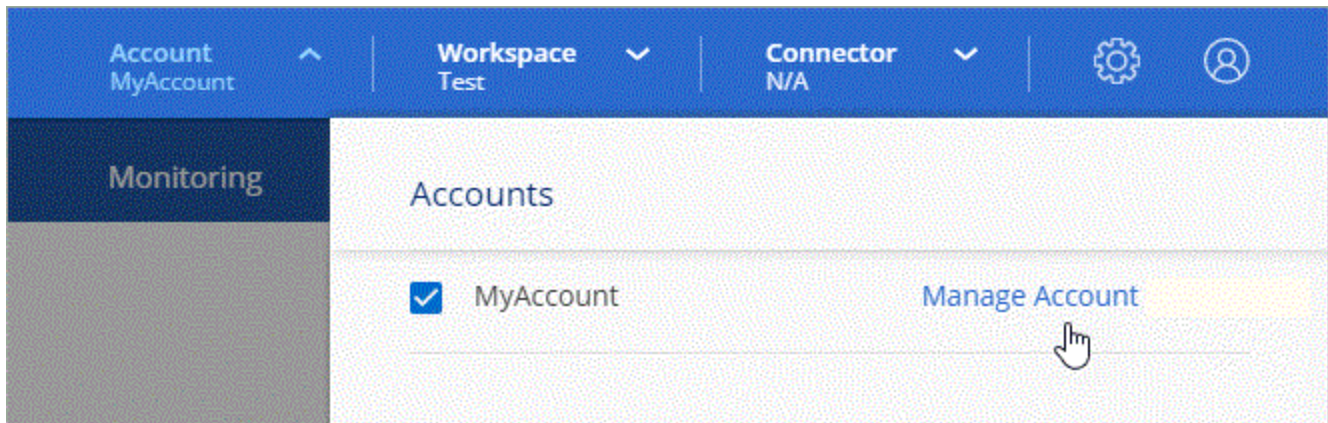 Account
MyAccount
Workspace
Test
Connector
N/A
Monitoring
Accounts
MyAccount
Manage Account